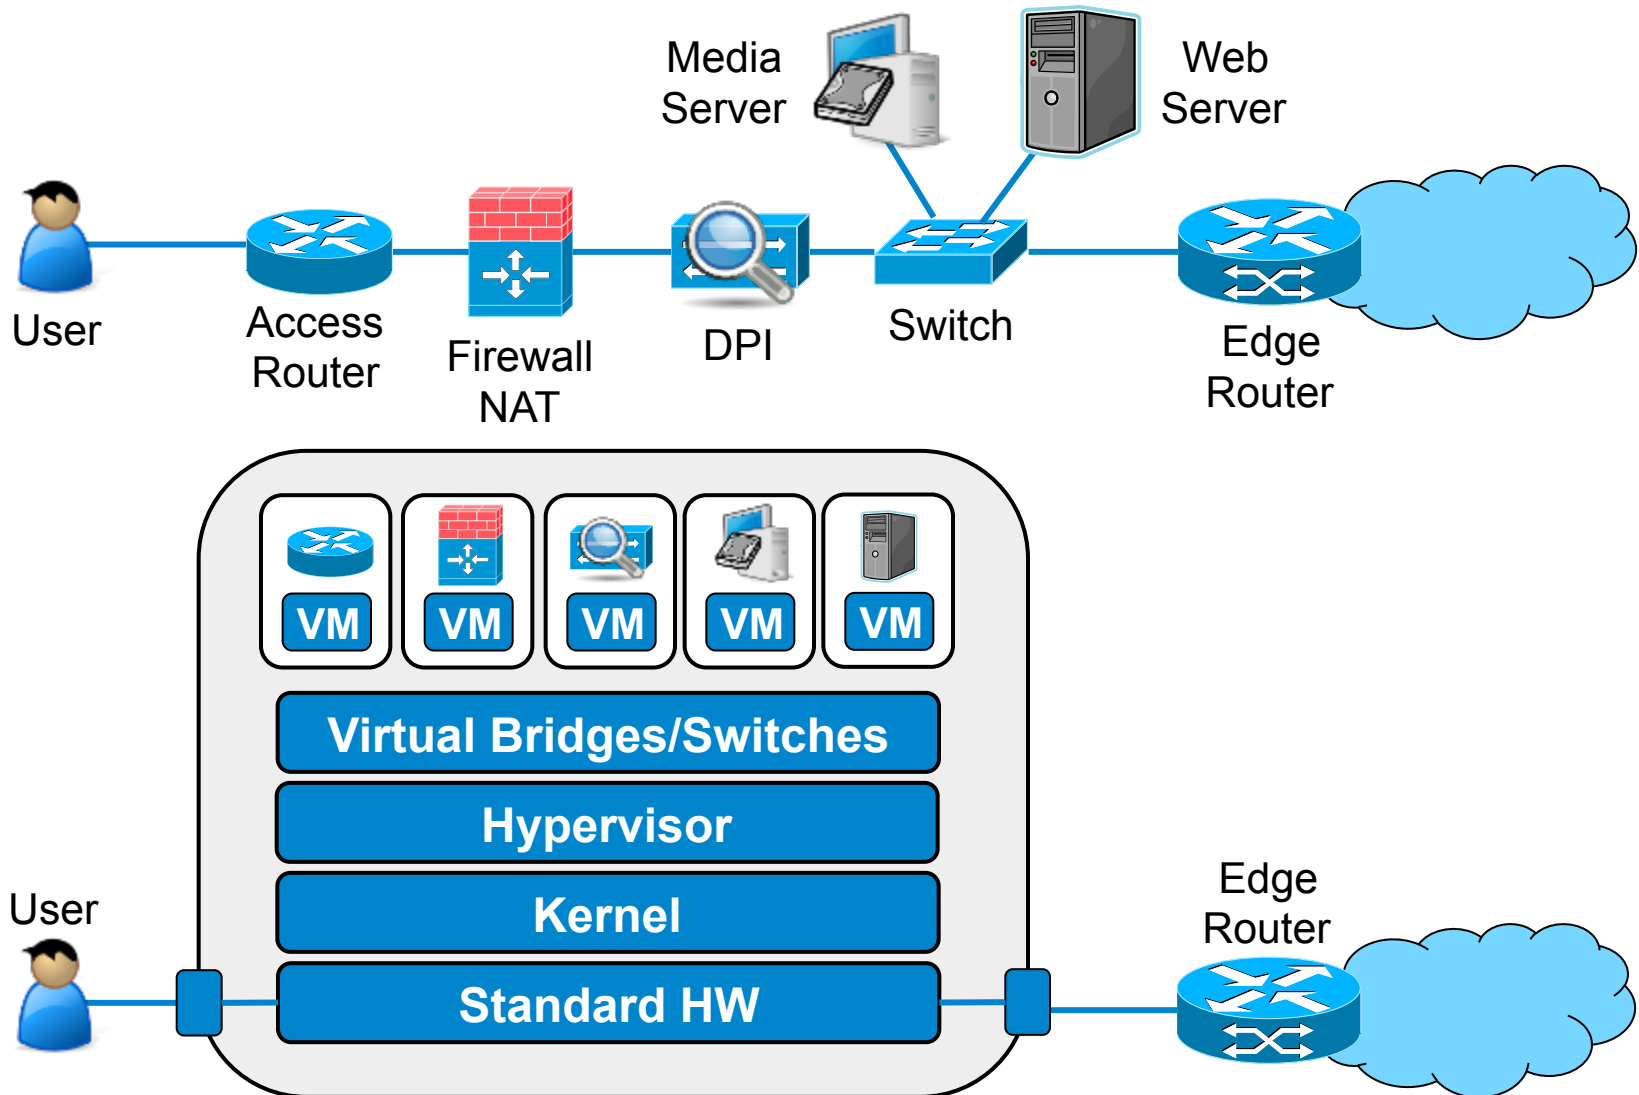 Media
Server
Web
Server
User
Access
Router
Firewall
NAT
DPI
Switch
Edge
Router
VM
VM
VM
VM
VM
Virtual Bridges/Switches
Hypervisor
Kernel
Standard HW
User
Edge
Router